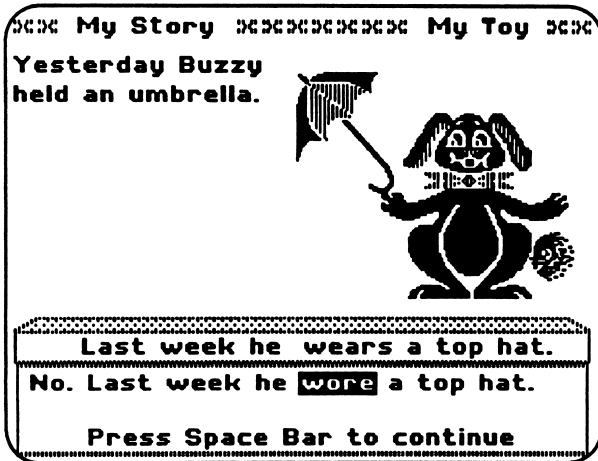 My Story My Toy
Yesterday Buzzy
held an umbrella.
Last week he wears a top hat.
No. Last week he wore a top hat.
Press Space Bar to continue